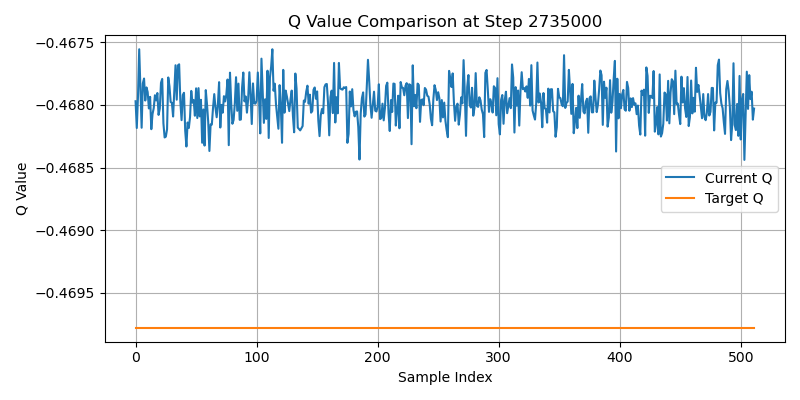 Q Value Comparison at Step 2735000
Q Value
−0.4675
−0.4680
−0.4685
−0.4690
−0.4695
Current Q
Target Q
0
100
200
300
400
500
Sample Index